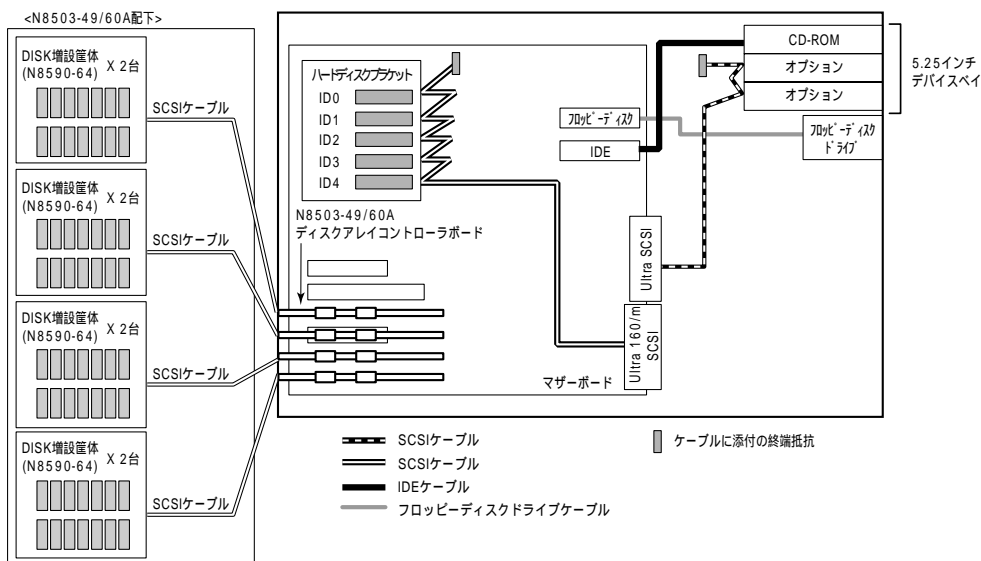 <N8503-49/60A配下>
DISK増設筐体
(N8590-64)
X 2台
SCSIケーブル
DISK増設筐体
(N8590-64)
X 2台
SCSIケーブル
DISK増設筐体
(N8590-64)
X 2台
SCSIケーブル
DISK増設筐体
(N8590-64)
X 2台
SCSIケーブル
ハードディスクブラケット
ID0
ID1
ID2
ID3
ID4
N8503-49/60A
ディスクアレイコントローラボード
フロッピーディスク
IDE
Ultra SCSI
Ultra 160/m
SCSI
マザーボード
CD-ROM
オプション
オプション
5.25インチ
デバイスベイ
フロッピーディスク
ドライブ
SCSIケーブル
SCSIケーブル
IDEケーブル
フロッピーディスクドライブケーブル
ケーブルに添付の終端抵抗